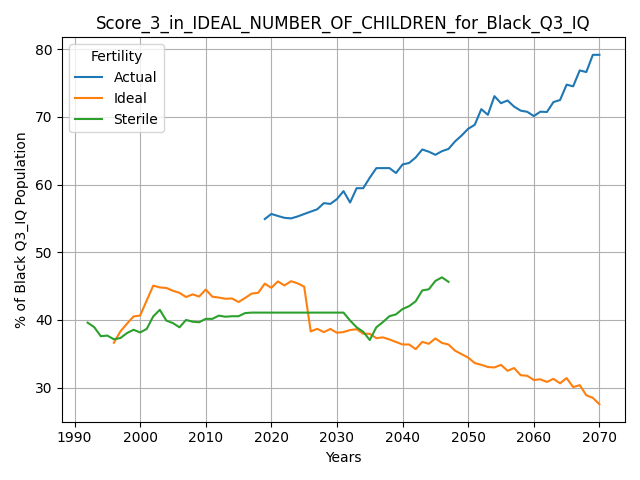 Score_3_in_IDEAL_NUMBER_OF_CHILDREN_for_Black_Q3_IQ
Fertility
Actual
Ideal
Sterile
% of Black Q3_IQ Population
80
70
60
50
40
30
1990 2000 2010 2020 2030 2040 2050 2060 2070
Years